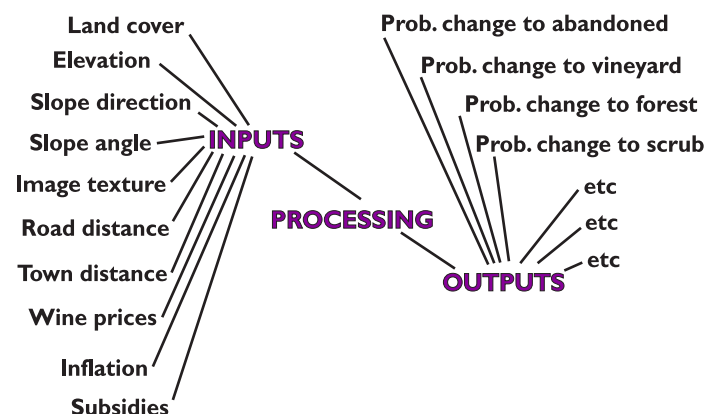 Land cover
Elevation
Slope direction
Slope angle
Image texture
Road distance
Town distance
Wine prices
Inflation
Subsidies
INPUTS
PROCESSING
OUTPUTS
Prob. change to abandoned
Prob. change to vineyard
Prob. change to forest
Prob. change to scrub
etc
etc
etc